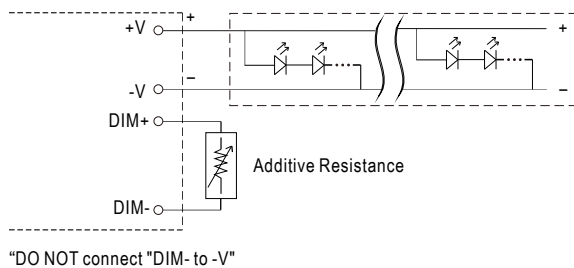 +V
+
+
-V
–
–
DIM+
Additive Resistance
DIM-
“DO NOT connect "DIM- to -V"